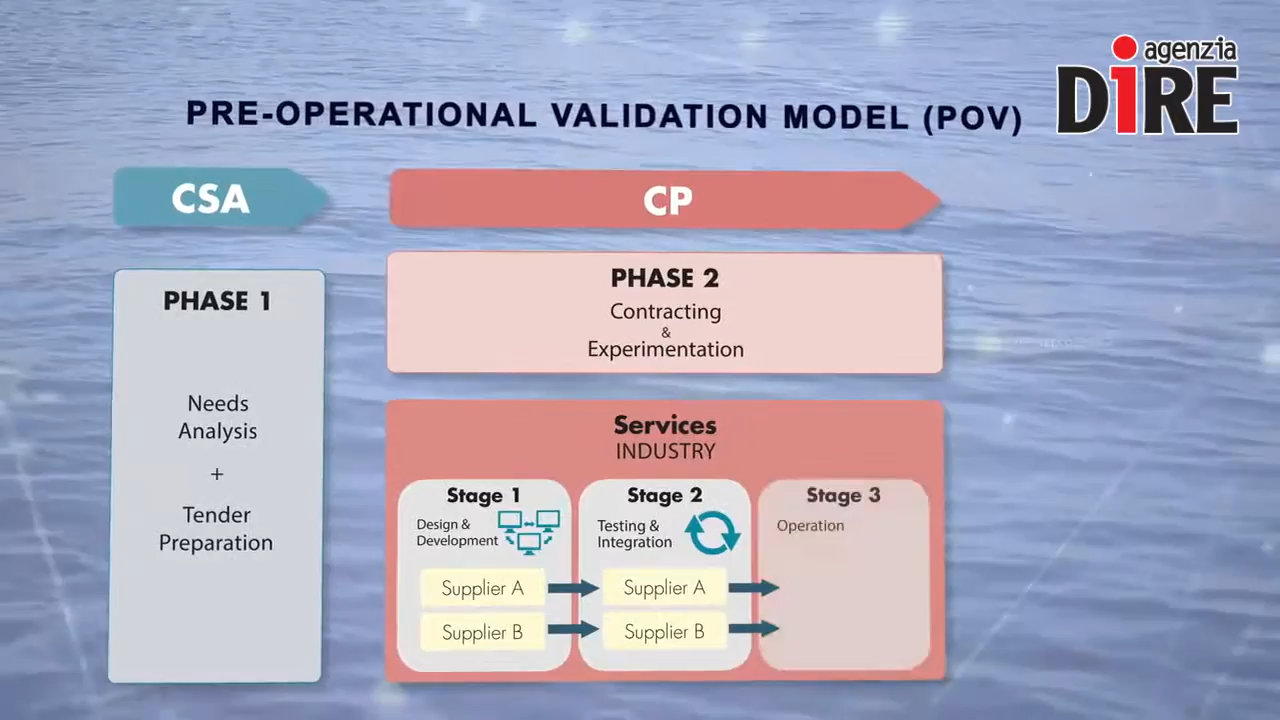 agenzia
DiRE
PRE-OPERATIONAL VALIDATION MODEL (POV)
CSA
CP
PHASE 1
Needs
Analysis
+
Tender
Preparation
PHASE 2
Contracting
&
Experimentation
Services
INDUSTRY
Stage 1
Design &
Development
Supplier A
Supplier B
Stage 2
Testing &
Integration
Supplier A
Supplier B
Stage 3
Operation